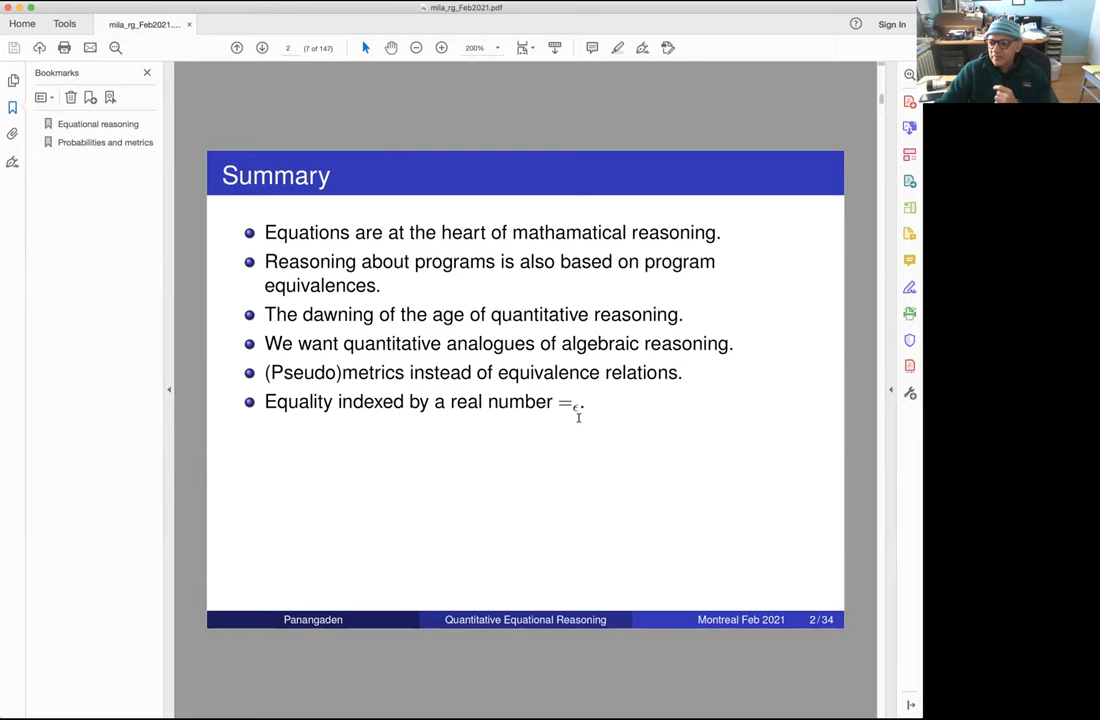 mila_rg_Feb2021.pdf
Home
Tools
mila_rg_Feb2021....
×
?
Sign In
2
(7 of 147)
200%
Bookmarks
Equational reasoning
Probabilities and metrics
Summary
Equations are at the heart of mathamatical reasoning.
Reasoning about programs is also based on program
equivalences.
The dawning of the age of quantitative reasoning.
We want quantitative analogues of algebraic reasoning.
(Pseudo)metrics instead of equivalence relations.
Equality indexed by a real number =ϵ.
Panangaden
Quantitative Equational Reasoning
Montreal Feb 2021
2/34